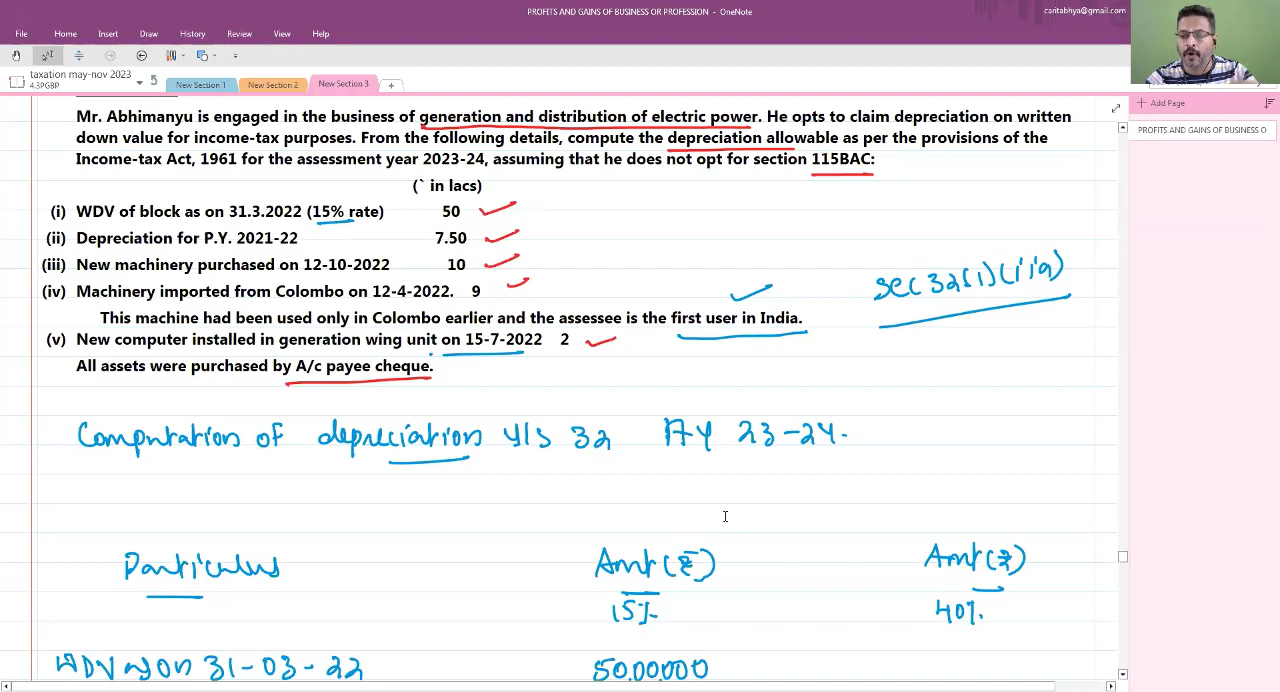 PROFITS AND GAINS OF BUSINESS OR PROFESSION - OneNote
caritabhya@gmail.com
File Home Insert Draw History Review View Help
taxation may-nov 2023
4.3PGBP
5
New Section 1 New Section 2 New Section 3 +
Add Page
PROFITS AND GAINS OF BUSINESS O
Mr. Abhimanyu is engaged in the business of generation and distribution of electric power. He opts to claim depreciation on written
down value for income-tax purposes. From the following details, compute the depreciation allowable as per the provisions of the
Income-tax Act, 1961 for the assessment year 2023-24, assuming that he does not opt for section 115BAC:
(` in lacs)
(i) WDV of block as on 31.3.2022 (15% rate) 50
(ii) Depreciation for P.Y. 2021-22 7.50
(iii) New machinery purchased on 12-10-2022 10
(iv) Machinery imported from Colombo on 12-4-2022. 9
sec 32(1)(iia)
This machine had been used only in Colombo earlier and the assessee is the first user in India.
(v) New computer installed in generation wing unit on 15-7-2022 2
All assets were purchased by A/c payee cheque.
Computation of depreciation u/s 32 AY 23-24.
Particulus Amt (₹) Amt (₹)
15% 40%
WDV as on 31-03-22 50,00,000